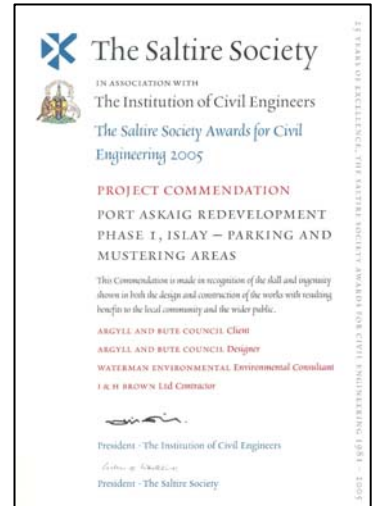 The Saltire Society
IN ASSOCIATION WITH
The Institution of Civil Engineers
The Saltire Society Awards for Civil
Engineering 2005
PROJECT COMMENDATION
PORT ASKAIG REDEVELOPMENT
PHASE 1, ISLAY – PARKING AND
MUSTERING AREAS
This Commendation is made in recognition of the skill and ingenuity
shown in both the design and construction of the works with resulting
benefits to the local community and the wider public.
ARGYLL AND BUTE COUNCIL Client
ARGYLL AND BUTE COUNCIL Designer
WATERMAN ENVIRONMENTAL Environmental Consultant
I & H BROWN Ltd Contractor
President - The Institution of Civil Engineers
President - The Saltire Society
25 YEARS OF EXCELLENCE, THE SALTIRE SOCIETY AWARDS FOR CIVIL ENGINEERING 1981 – 2005